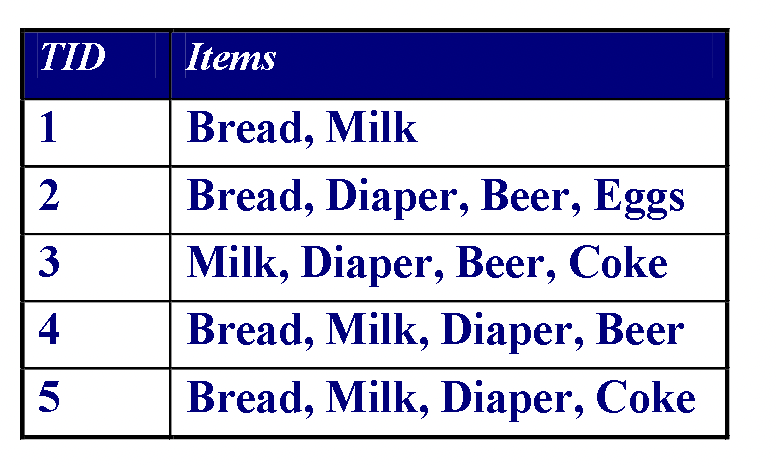 TID Items
1 Bread, Milk
2 Bread, Diaper, Beer, Eggs
3 Milk, Diaper, Beer, Coke
4 Bread, Milk, Diaper, Beer
5 Bread, Milk, Diaper, Coke